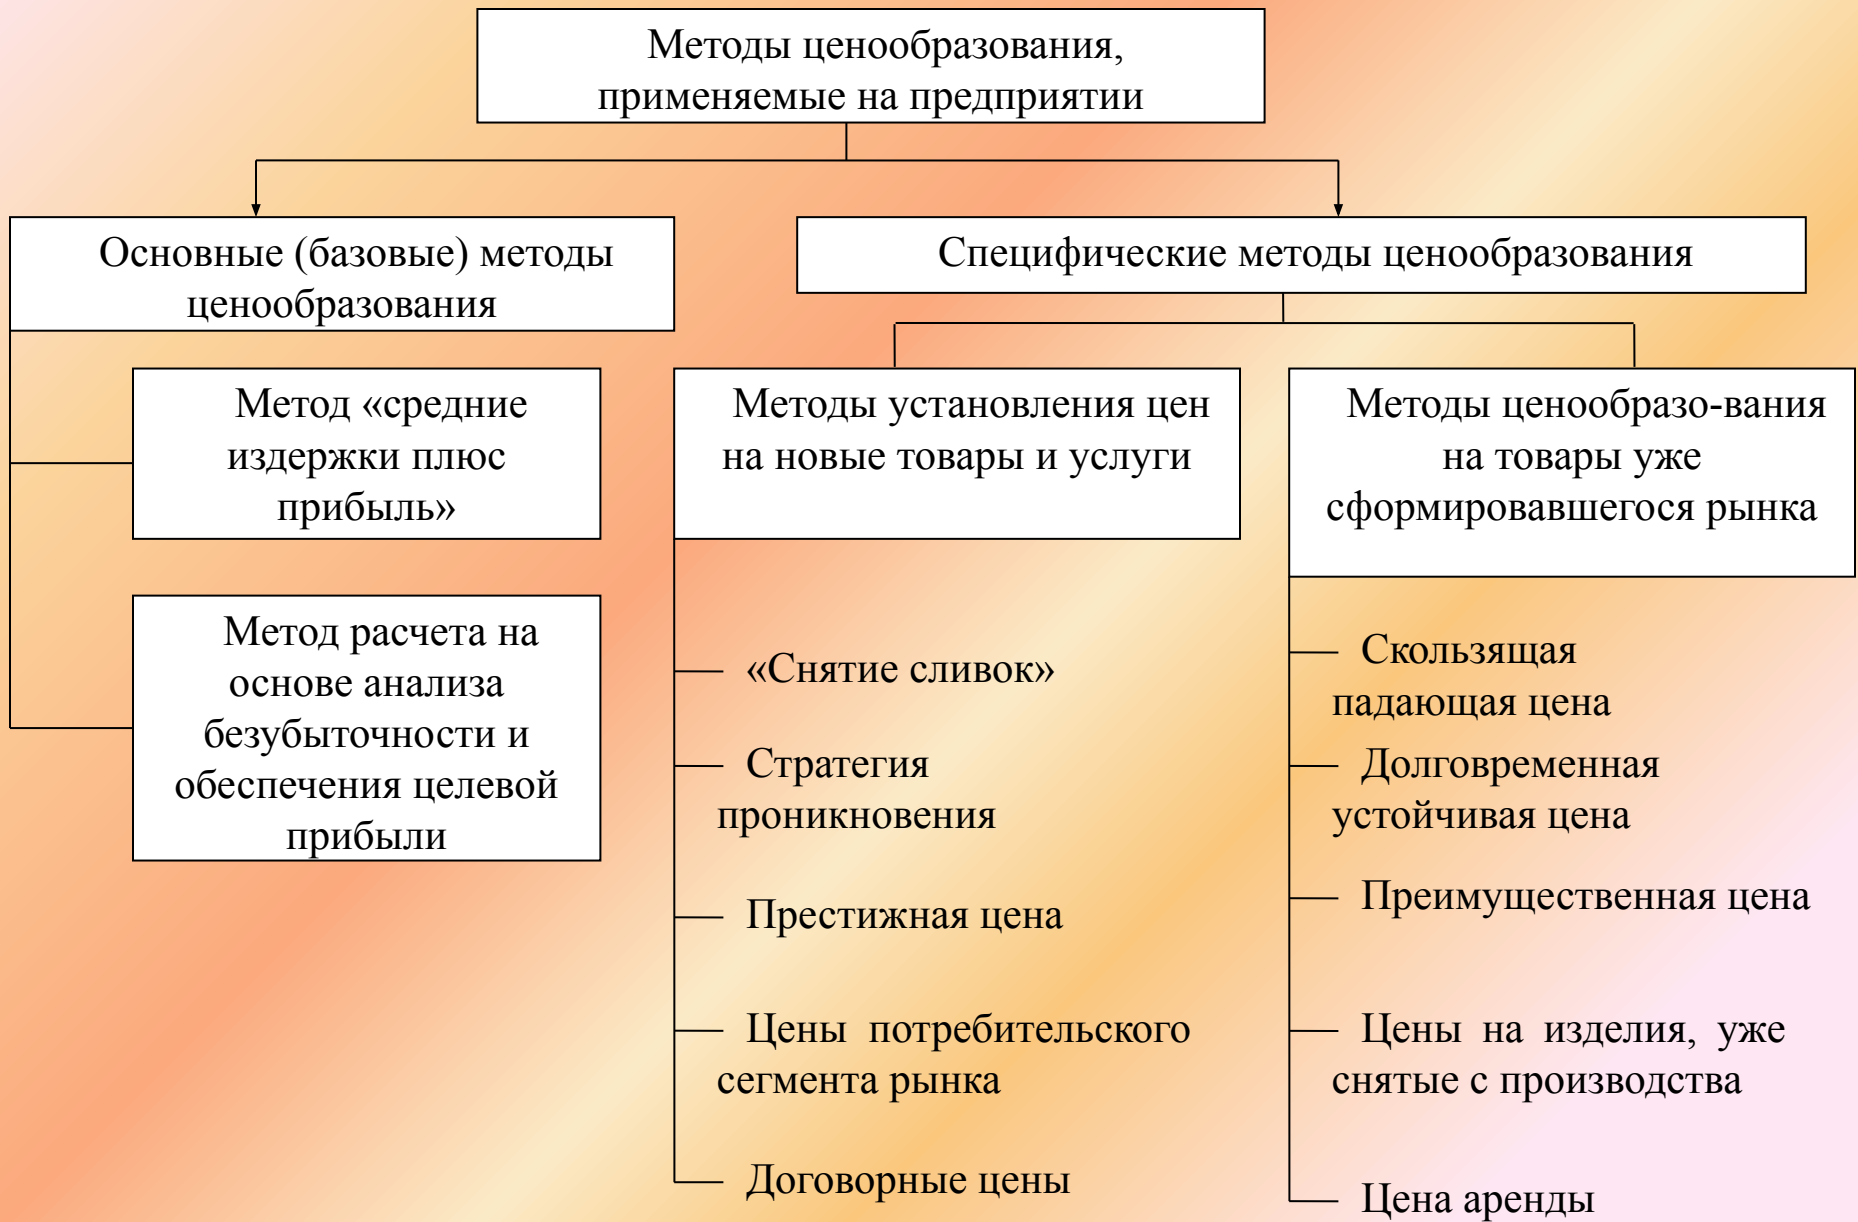 Методы ценообразования,
применяемые на предприятии
Основные (базовые) методы
ценообразования
Специфические методы ценообразования
Метод «средние
издержки плюс
прибыль»
Метод расчета на
основе анализа
безубыточности и
обеспечения целевой
прибыли
Методы установления цен
на новые товары и услуги
«Снятие сливок»
Стратегия
проникновения
Престижная цена
Цены потребительского
сегмента рынка
Договорные цены
Методы ценообразо-вания
на товары уже
сформировавшегося рынка
Скользящая
падающая цена
Долговременная
устойчивая цена
Преимущественная цена
Цены на изделия, уже
снятые с производства
Цена аренды